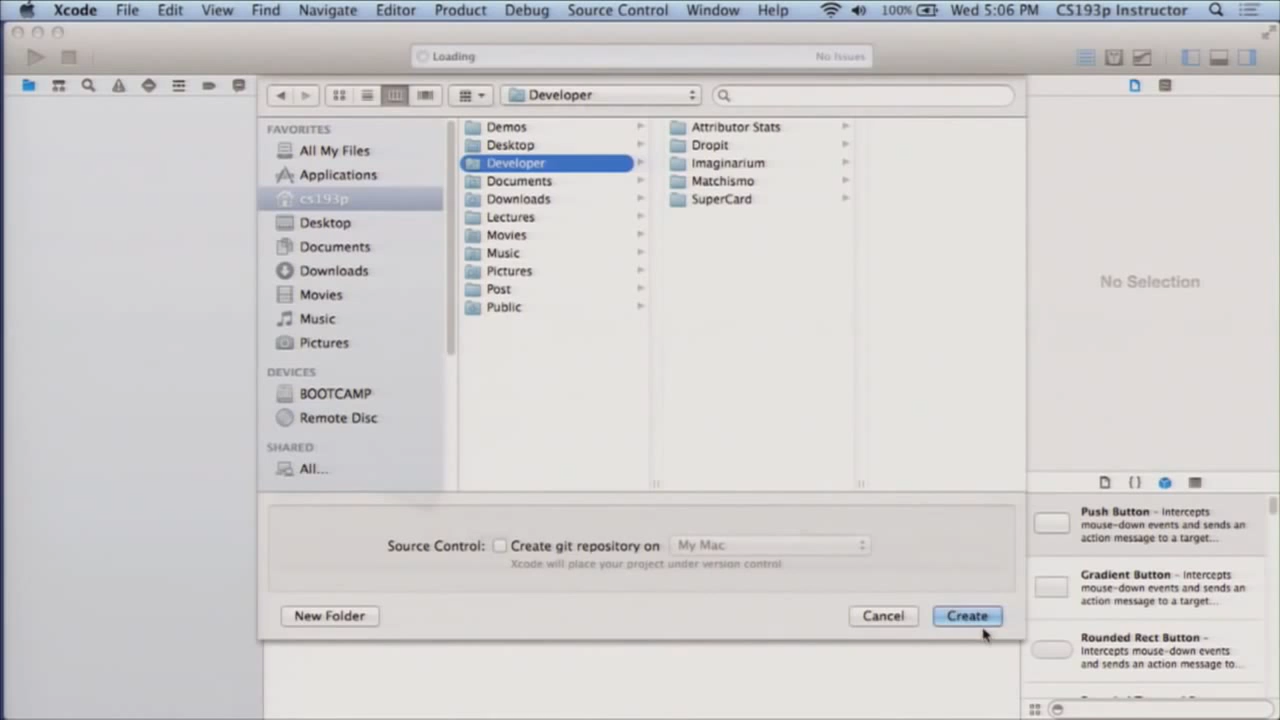 Xcode File Edit View Find Navigate Editor Product Debug Source Control Window Help 100% Wed 5:06 PM CS193p Instructor
Loading No Issues
Developer
FAVORITES
All My Files
Applications
cs193p
Desktop
Documents
Downloads
Movies
Music
Pictures
DEVICES
BOOTCAMP
Remote Disc
SHARED
All...
Demos
Desktop
Developer
Documents
Downloads
Lectures
Movies
Music
Pictures
Post
Public
Attributor Stats
Dropit
Imaginarium
Matchismo
SuperCard
No Selection
Source Control: Create git repository on My Mac
Xcode will place your project under version control
New Folder Cancel Create
Push Button - Intercepts
mouse-down events and sends an
action message to a target...
Gradient Button - Intercepts
mouse-down events and sends an
action message to a target...
Rounded Rect Button -
Intercepts mouse-down events
and sends an action message to...